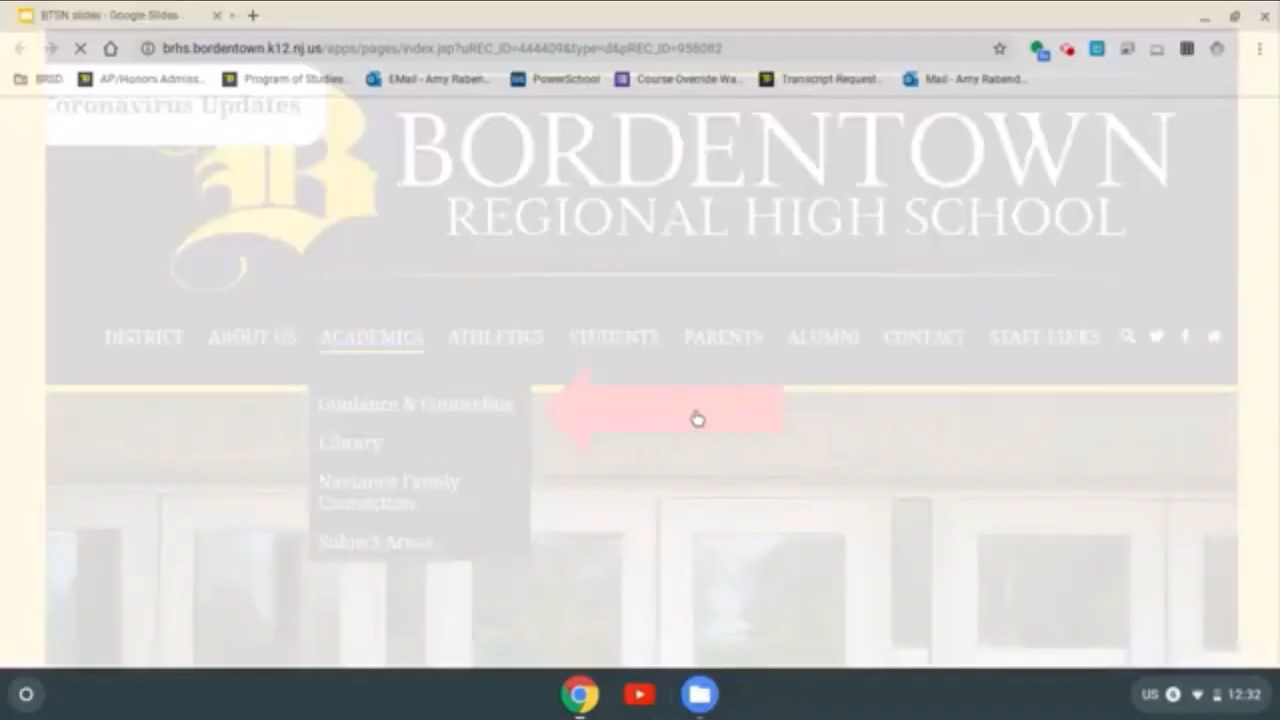 BTSN slides - Google Slides
brhs.bordentown.k12.nj.us/apps/pages/index.jsp?uREC_ID=444409&type=d&pREC_ID=958082
BRSD AP/Honors Admiss... Program of Studies... EMail - Amy Raben... PowerSchool Course Override Wa... Transcript Request... Mail - Amy Rabend...
Coronavirus Updates
B
BORDENTOWN
REGIONAL HIGH SCHOOL
DISTRICT ABOUT US ACADEMICS ATHLETICS STUDENTS PARENTS ALUMNI CONTACT STAFF LINKS
Guidance & Counseling
Library
Naviance Family
Connection
Subject Areas
US 12:32